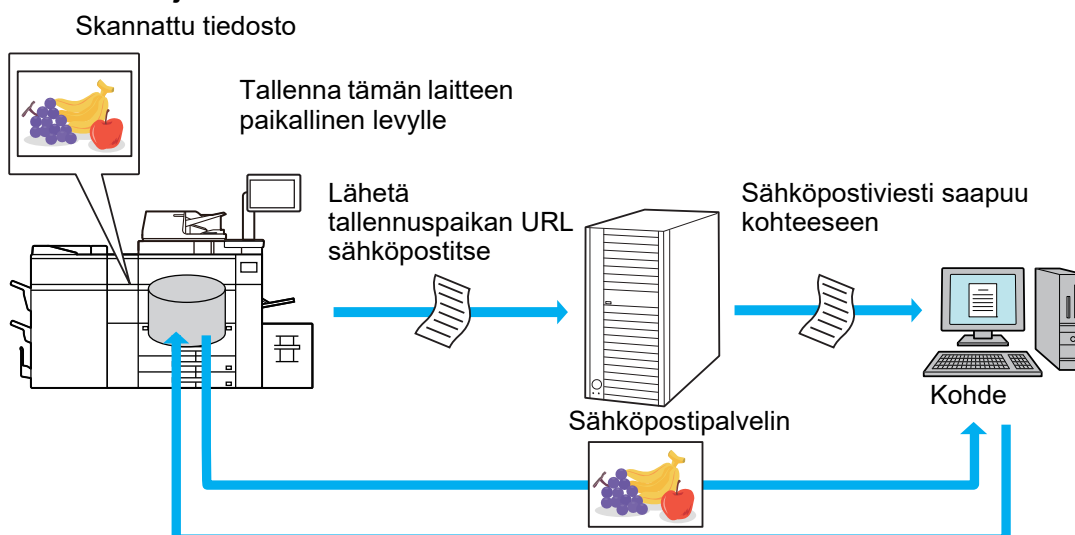 Skannattu tiedosto
Tallenna tämän laitteen
paikallinen levylle
Lähetä
tallennuspaikan URL
sähköpostitse
Sähköpostiviesti saapuu
kohteeseen
Kohde
Sähköpostipalvelin